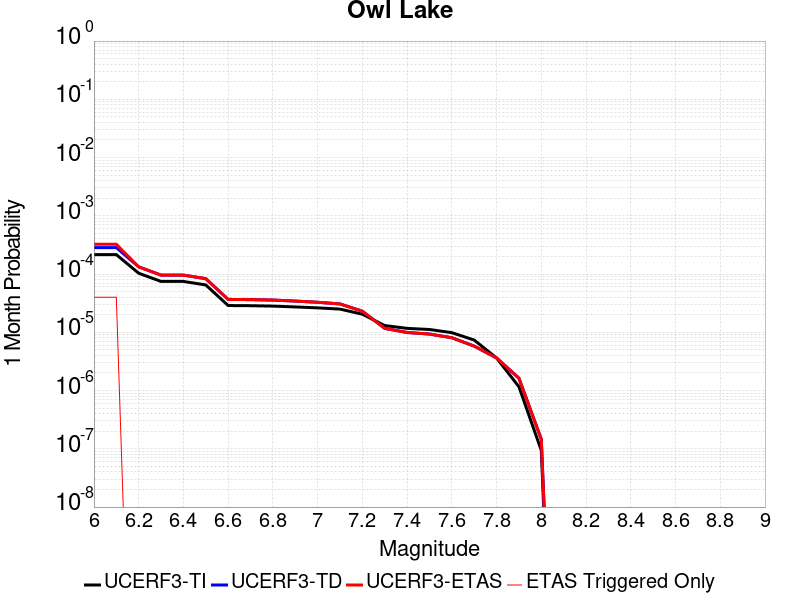 Owl Lake
10^0
10^-1
10^-2
10^-3
10^-4
10^-5
10^-6
10^-7
10^-8
1 Month Probability
6 6.2 6.4 6.6 6.8 7 7.2 7.4 7.6 7.8 8 8.2 8.4 8.6 8.8 9
Magnitude
UCERF3-TI UCERF3-TD UCERF3-ETAS ETAS Triggered Only